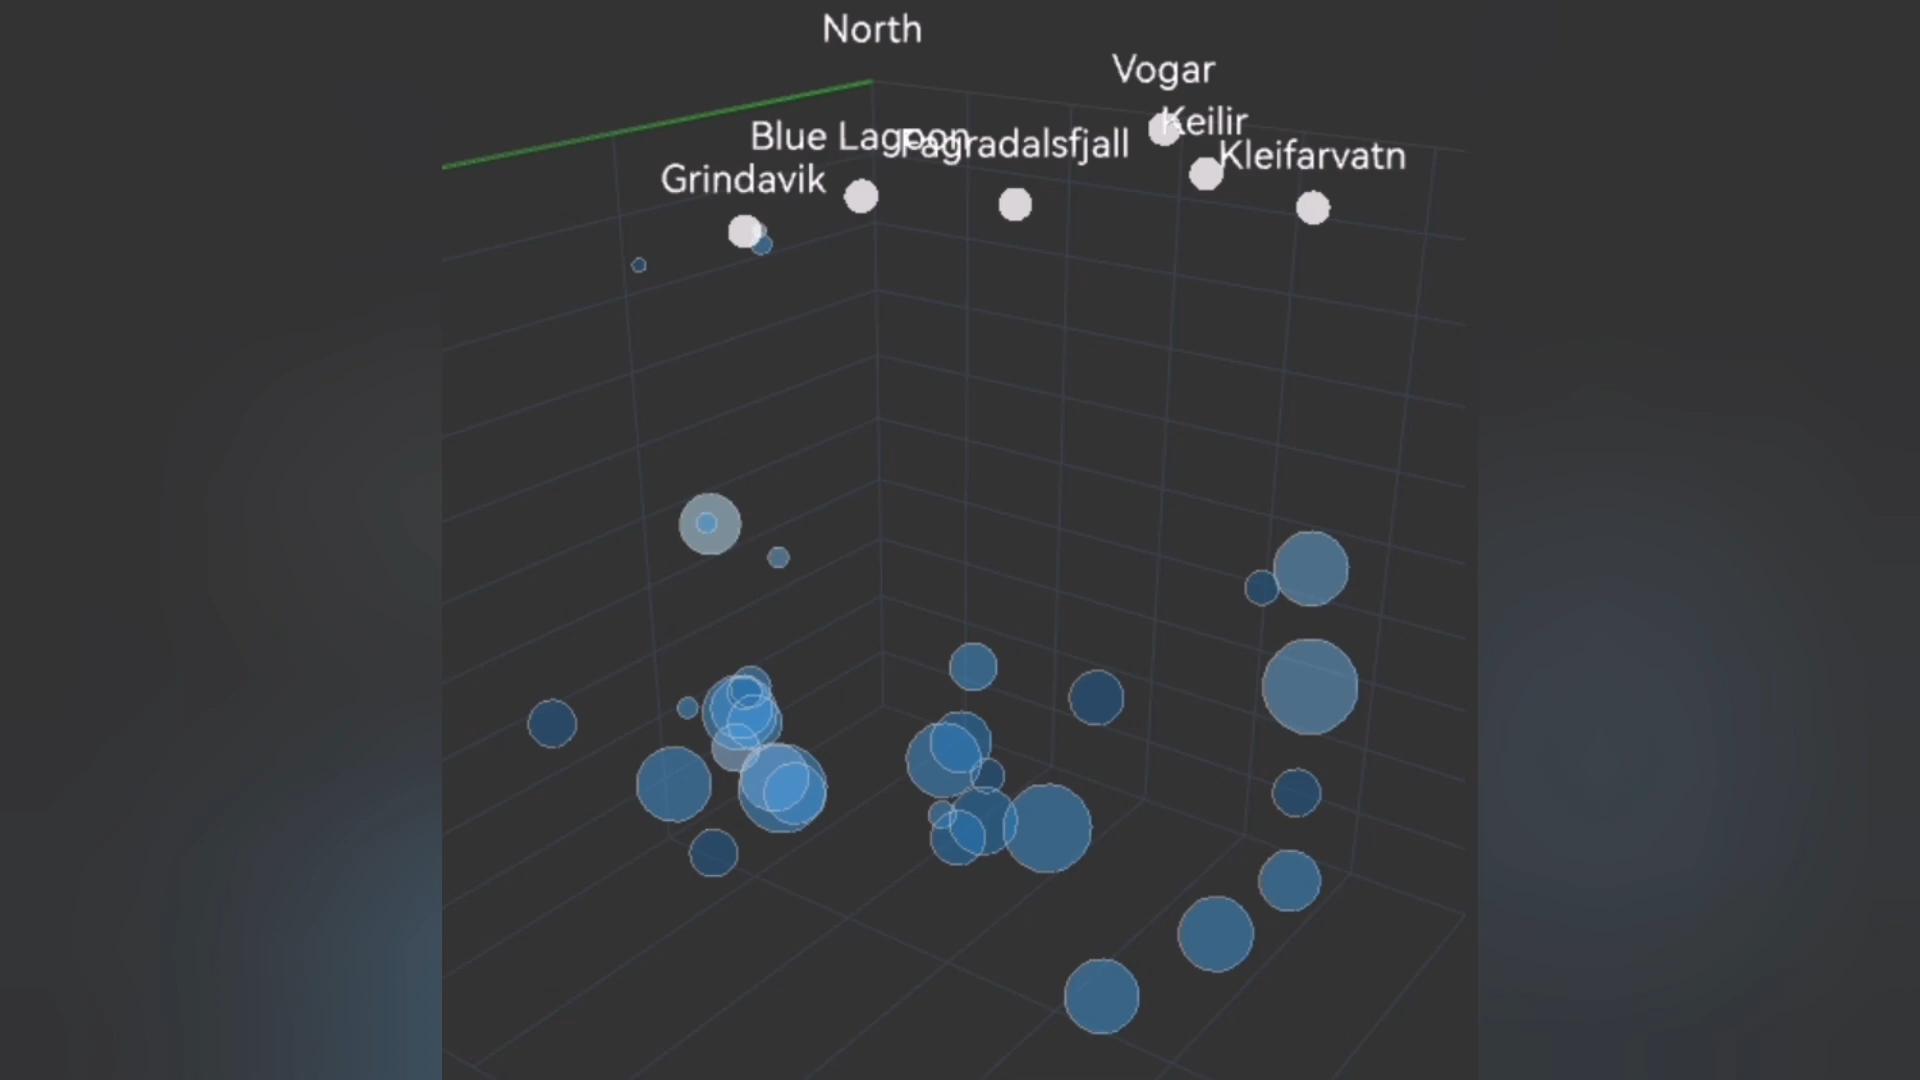 North
Vogar
Keilir
Blue Lagoon
Fagradalsfjall
Kleifarvatn
Grindavik